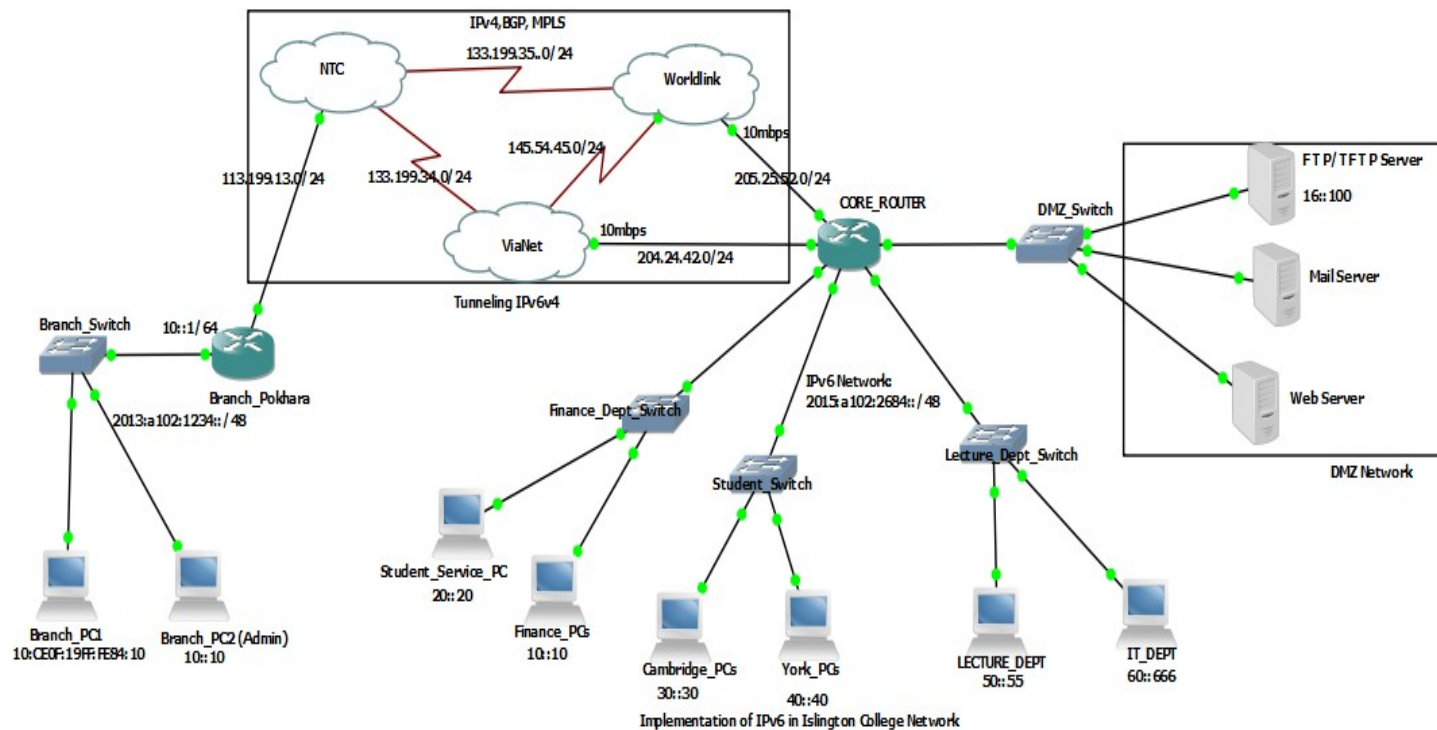 IPv4,BGP, MPLS
133.199.35..0/24
NTC
Worldlink
10mbps
145.54.45.0/24
113.199.13.0/24
133.199.34.0/24
205.25.52.0/24
FTP/TFTP Server
16::100
CORE_ROUTER
DMZ_Switch
ViaNet
10mbps
204.24.42.0/24
Mail Server
Tunneling IPv6v4
Branch_Switch
10::1/64
Branch_Pokhara
IPv6 Network:
2015:a102:2684::/48
Web Server
Finance_Dept_Switch
2013:a102:1234::/48
Lecture_Dept_Switch
DMZ Network
Student_Switch
Student_Service_PC
20::20
Branch_PC1
10:CE0F:19FF:FE84:10
Branch_PC2 (Admin)
10::10
Finance_PCs
10::10
Cambridge_PCs
30::30
York_PCs
40::40
LECTURE_DEPT
50::55
IT_DEPT
60::666
Implementation of IPv6 in Islington College Network